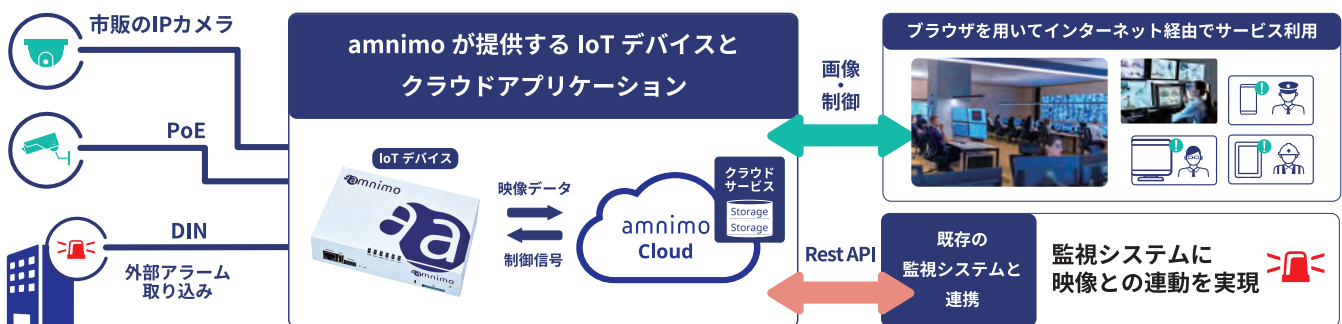 市販のIPカメラ
PoE
DIN
外部アラーム
取り込み
amnimo が提供する IoT デバイスと
クラウドアプリケーション
IoT デバイス
amnimo
a
amnimo
映像データ
制御信号
amnimo
Cloud
クラウド
サービス
Storage
Storage
画像
・
制御
Rest API
ブラウザを用いてインターネット経由でサービス利用
!
!
!
既存の
監視システムと
連携
監視システムに
映像との連動を実現